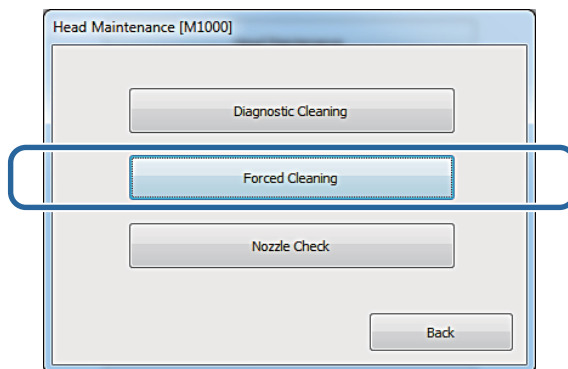 Head Maintenance [M1000]
Diagnostic Cleaning
Forced Cleaning
Nozzle Check
Back